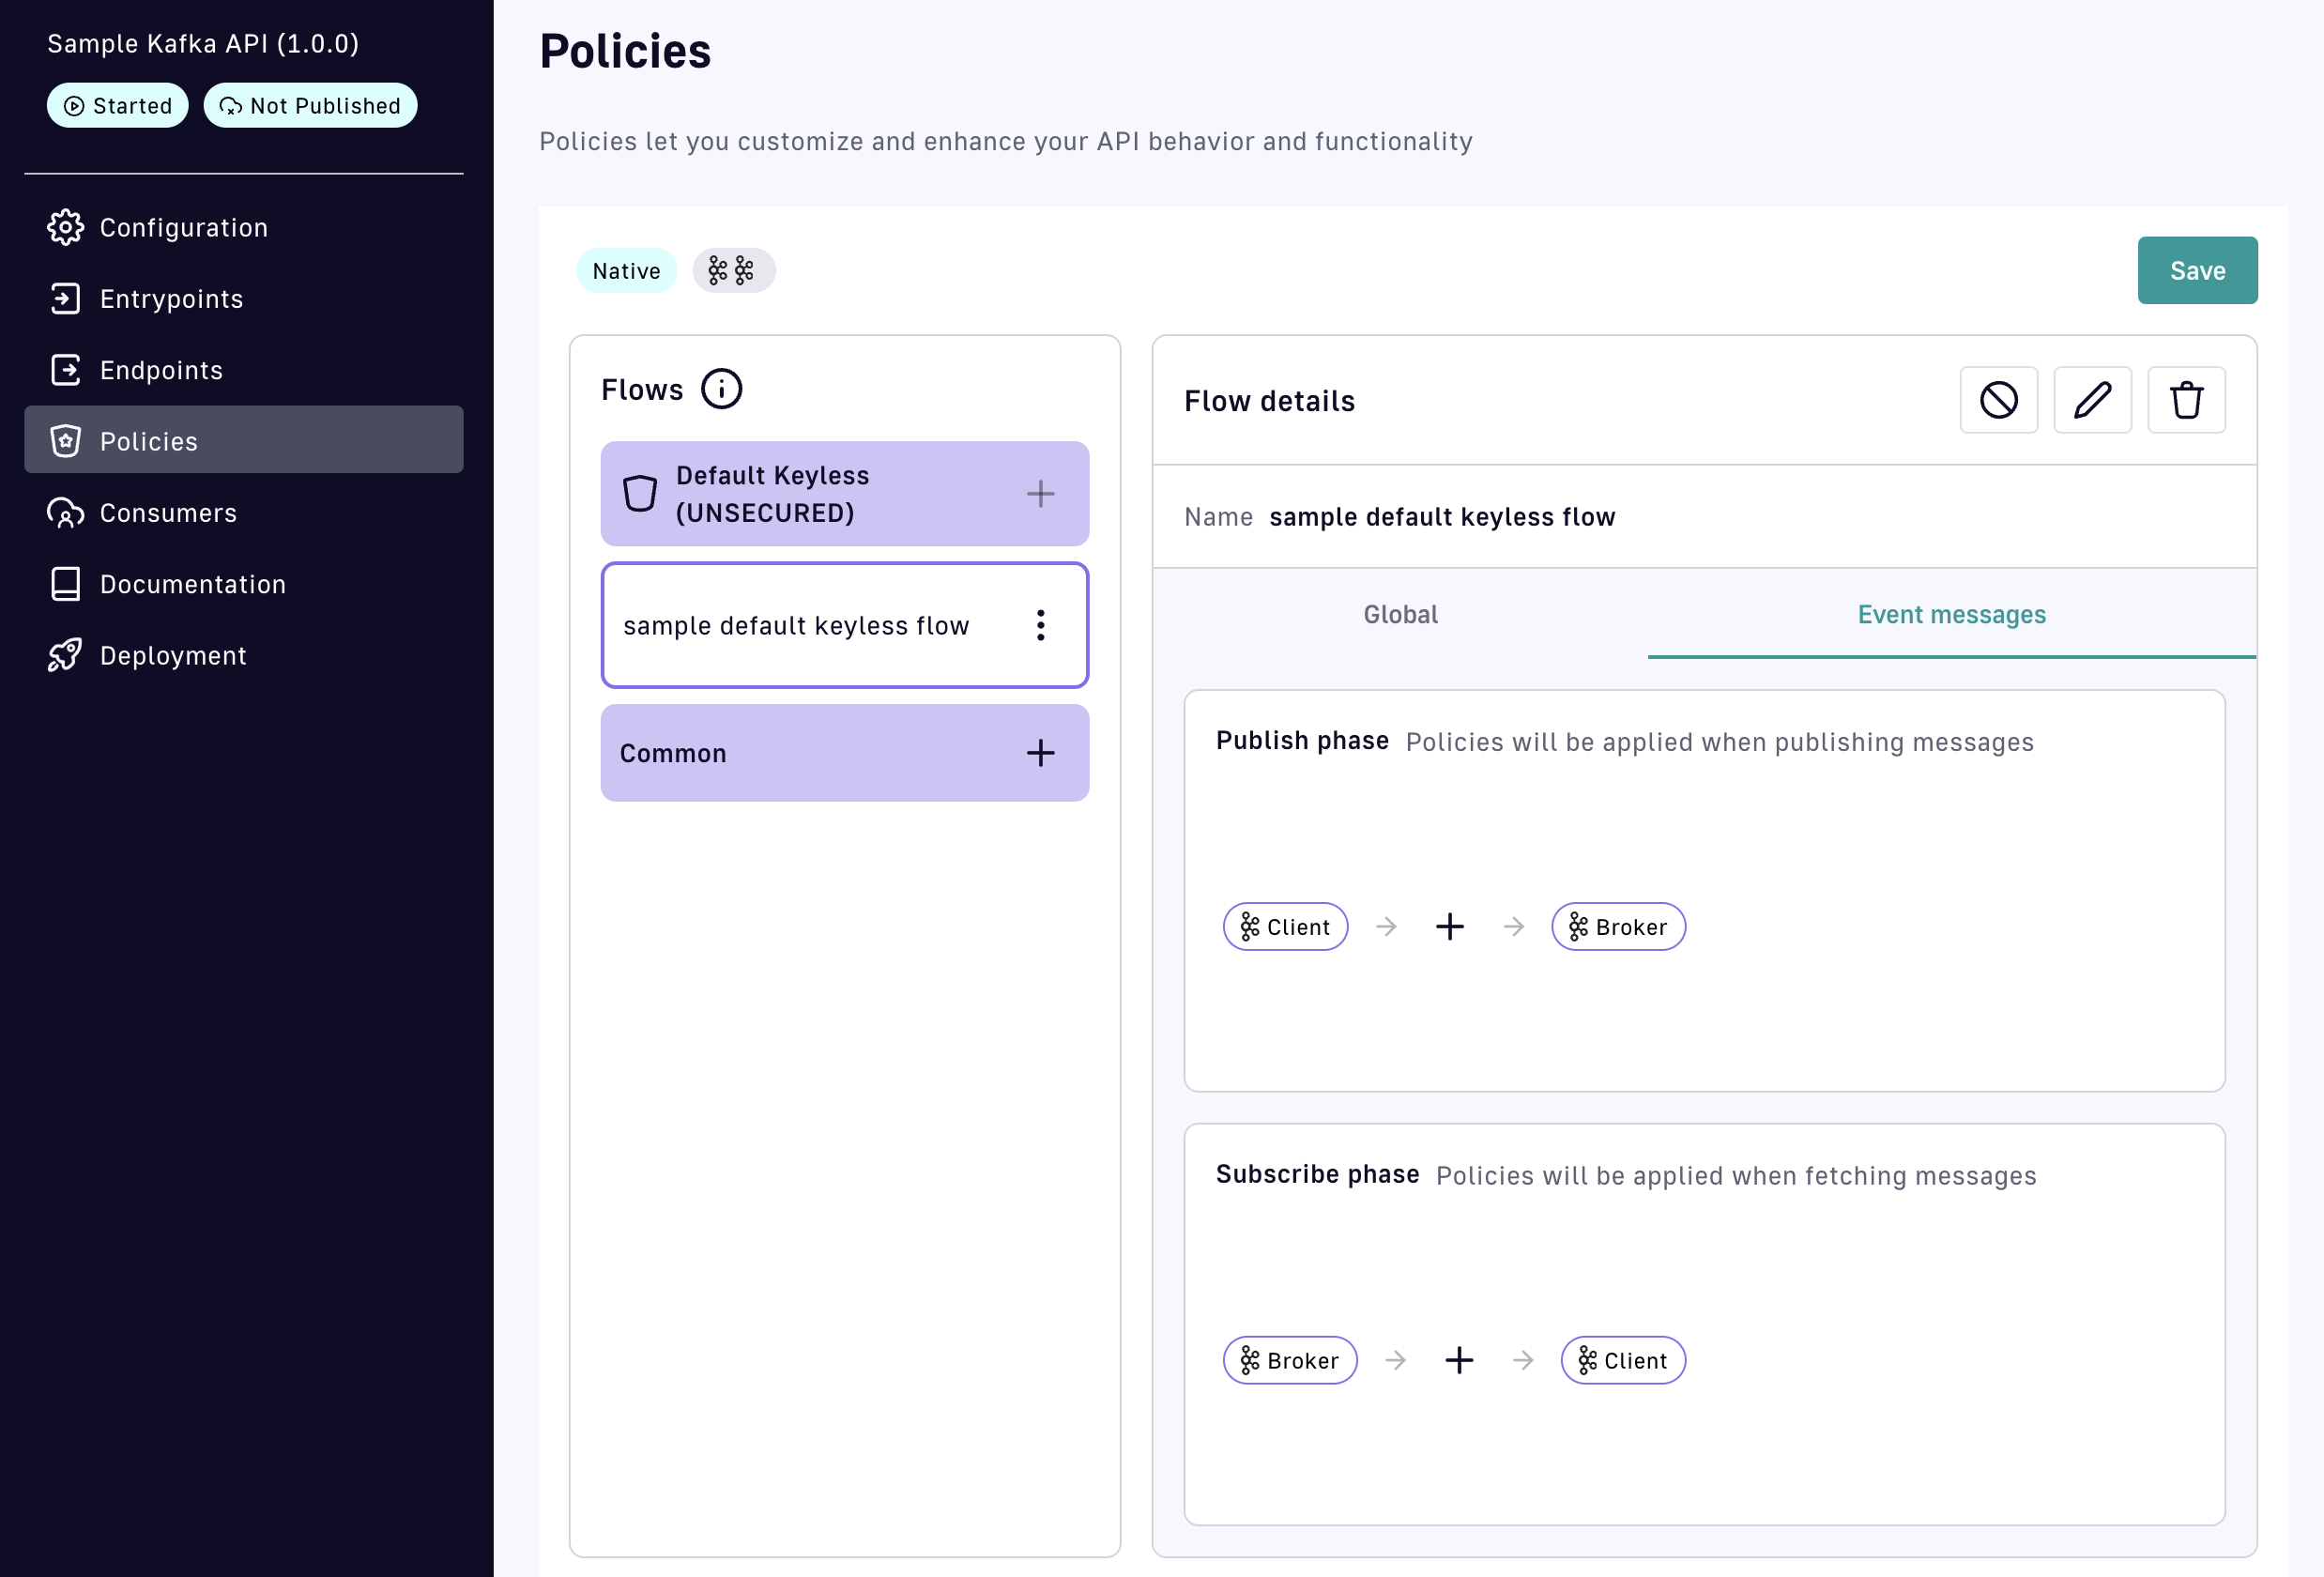 Sample Kafka API (1.0.0)
Started
Not Published
Configuration
Entrypoints
Endpoints
Policies
Consumers
Documentation
Deployment
Policies
Policies let you customize and enhance your API behavior and functionality
Native
Save
Flows
Default Keyless
(UNSECURED)
sample default keyless flow
Common
Flow details
Name sample default keyless flow
Global
Event messages
Publish phase Policies will be applied when publishing messages
Client
Broker
Subscribe phase Policies will be applied when fetching messages
Broker
Client